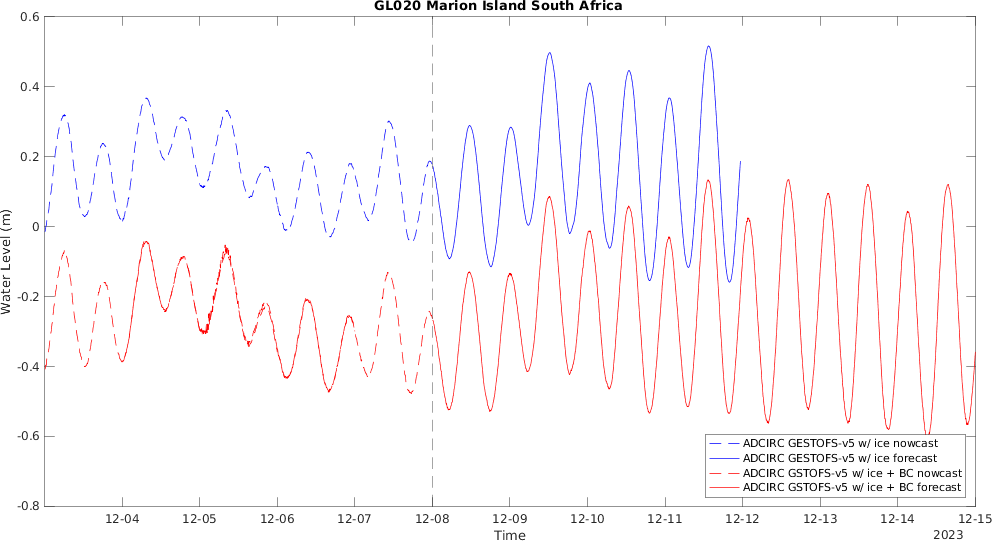 GL020 Marion Island South Africa
Water Level (m)
0.6
0.4
0.2
0
-0.2
-0.4
-0.6
-0.8
12-04 12-05 12-06 12-07 12-08 12-09 12-10 12-11 12-12 12-13 12-14 12-15
Time
2023
ADCIRC GESTOFS-v5 w/ ice nowcast
ADCIRC GESTOFS-v5 w/ ice forecast
ADCIRC GSTOFS-v5 w/ ice + BC nowcast
ADCIRC GSTOFS-v5 w/ ice + BC forecast